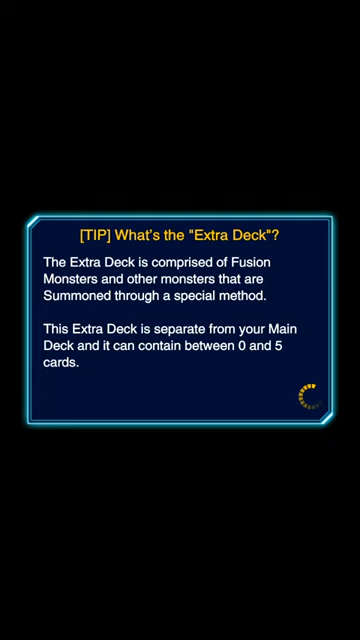 [TIP] What's the "Extra Deck"?
The Extra Deck is comprised of Fusion
Monsters and other monsters that are
Summoned through a special method.
This Extra Deck is separate from your Main
Deck and it can contain between 0 and 5
cards.